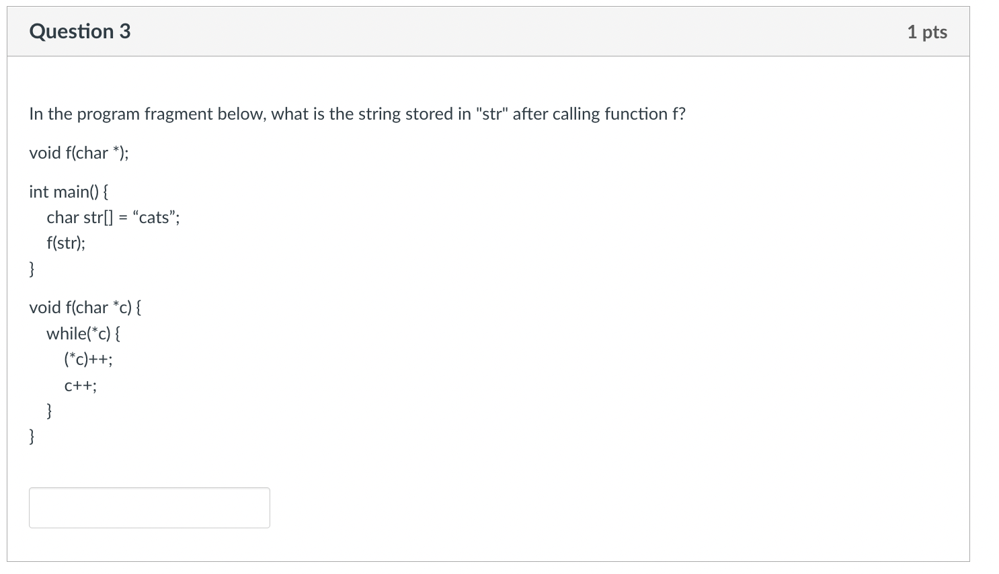 Question 3
1 pts
In the program fragment below, what is the string stored in "str" after calling function f?
void f(char *);
int main() {
char str[] = “cats”;
f(str);
}
void f(char *c) {
while(*c) {
(*c)++;
c++;
}
}